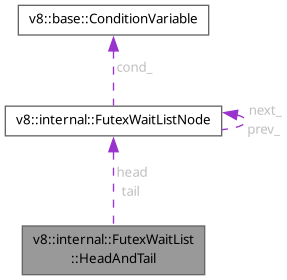 v8::base::ConditionVariable
cond_
v8::internal::FutexWaitListNode
next_
prev_
head
tail
v8::internal::FutexWaitList
::HeadAndTail